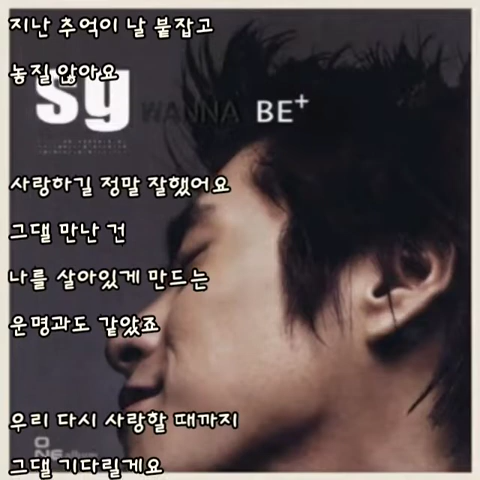 지난 추억이 날 붙잡고
놓질 않아요
sg WANNA BE+
사랑하길 정말 잘했어요
그댈 만난 건
나를 살아있게 만드는
운명과도 같았죠
우리 다시 사랑할 때까지
그댈 기다릴게요